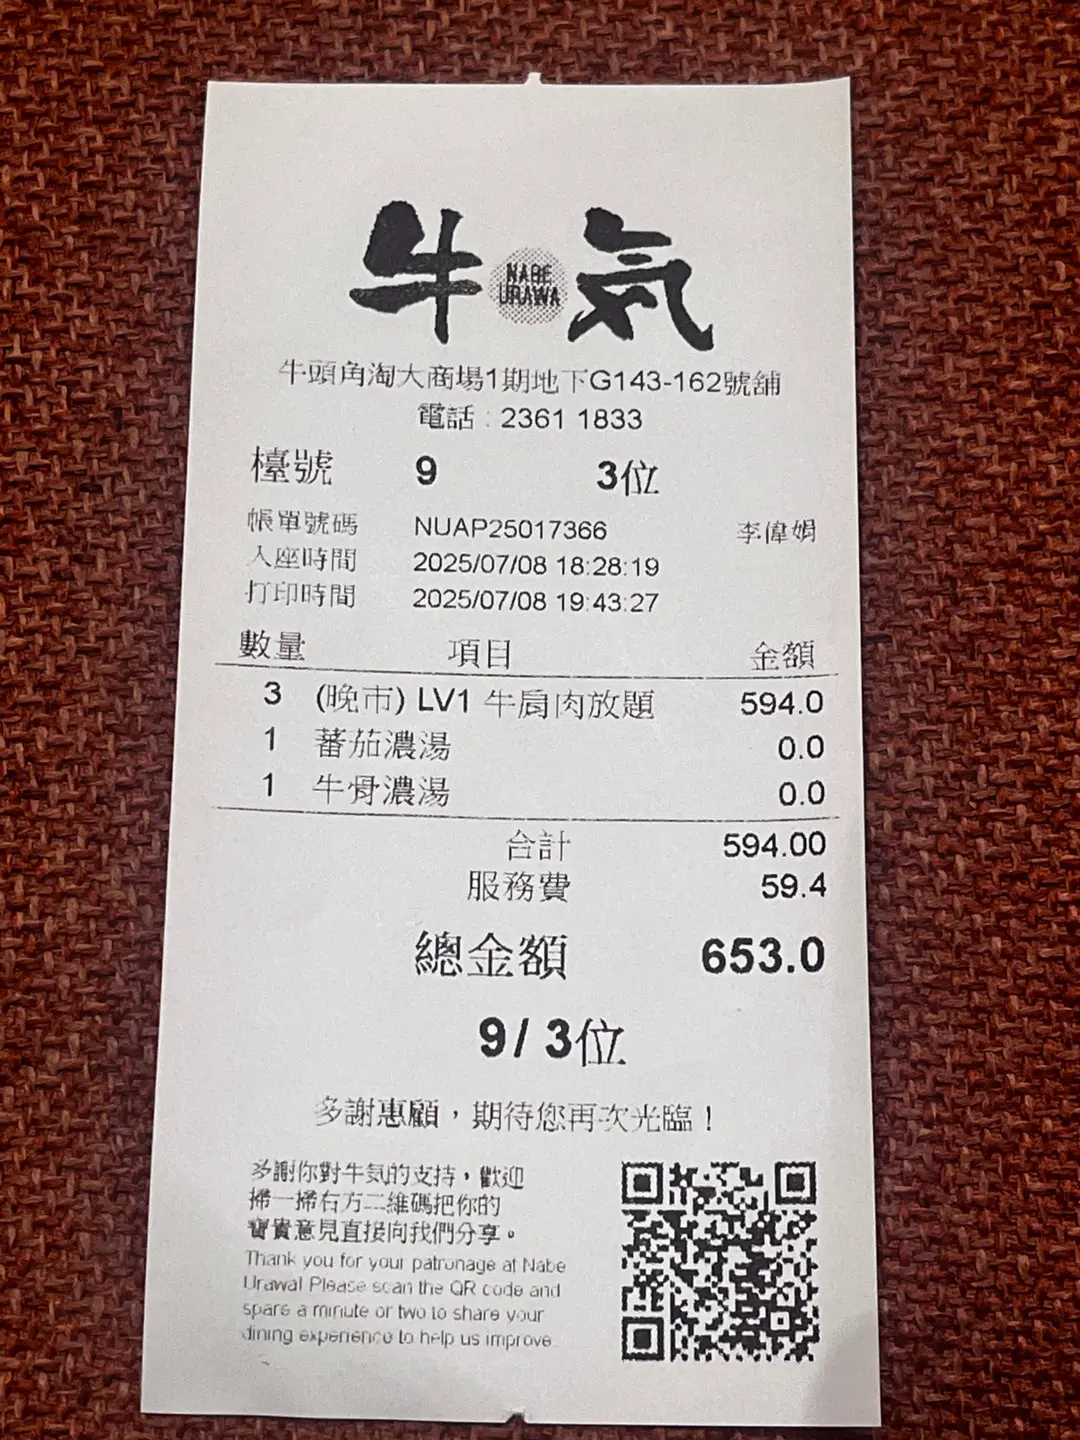 牛 NABE URAWA 気
牛頭角淘大商場1期地下G143-162號舖
電話 : 2361 1833
檯號 9 3位
帳單號碼 NUAP25017366 李偉娟
入座時間 2025/07/08 18:28:19
打印時間 2025/07/08 19:43:27
數量 項目 金額
3 (晚市) LV1 牛肩肉放題 594.0
1 蕃茄濃湯 0.0
1 牛骨濃湯 0.0
合計 594.00
服務費 59.4
總金額 653.0
9/ 3位
多謝惠顧，期待您再次光臨！
多謝你對牛気的支持，歡迎
掃一掃右方二維碼把你的
寶貴意見直接向我們分享。
Thank you for your patronage at Nabe
Urawa! Please scan the QR code and
spare a minute or two to share your
dining experience to help us improve